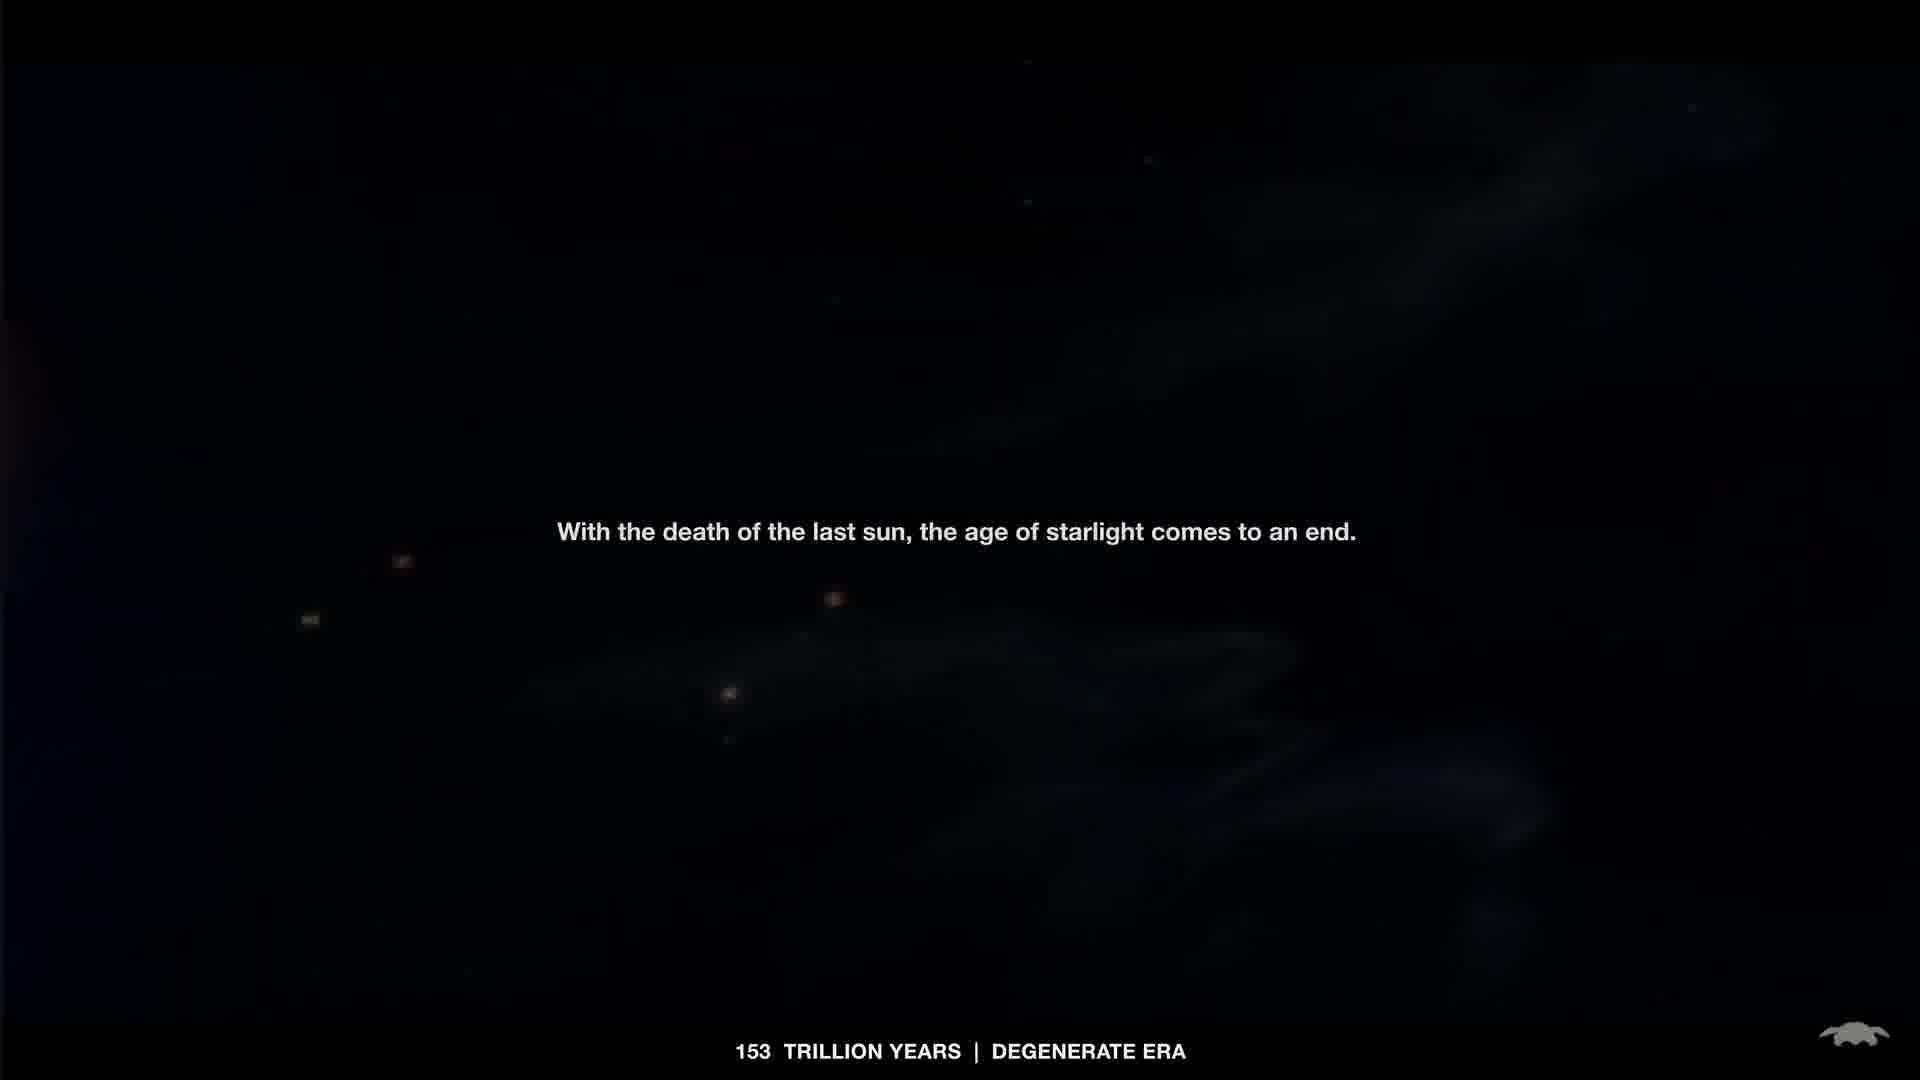 With the death of the last sun, the age of starlight comes to an end.
153 TRILLION YEARS | DEGENERATE ERA